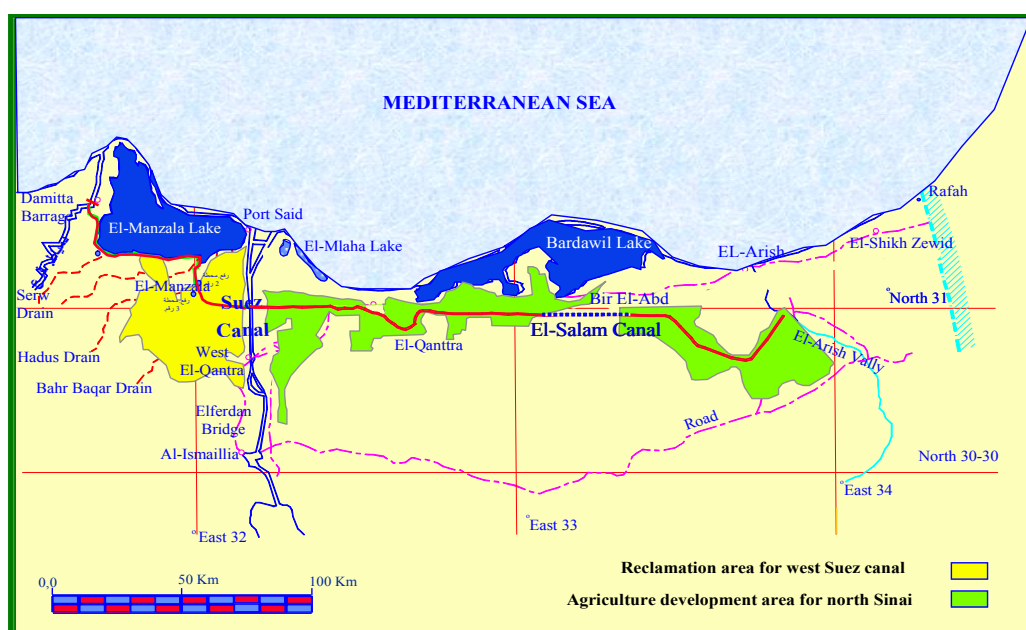 MEDITERRANEAN SEA
Damitta
Barrag
El-Manzala Lake
Port Said
El-Mlaha Lake
Bardawil Lake
Rafah
EL-Arish
El-Shikh Zewid
Serw
Drain
El-Manzala
Suez
Canal
Bir El-Abd
North 31
El-Salam Canal
El-Qanttra
El-Arish Vally
Hadus Drain
West
El-Qantra
Bahr Baqar Drain
Elferdan
Bridge
Road
Al-Ismaillia
North 30-30
East 34
East 33
East 32
0,0
50 Km
100 Km
Reclamation area for west Suez canal
Agriculture development area for north Sinai